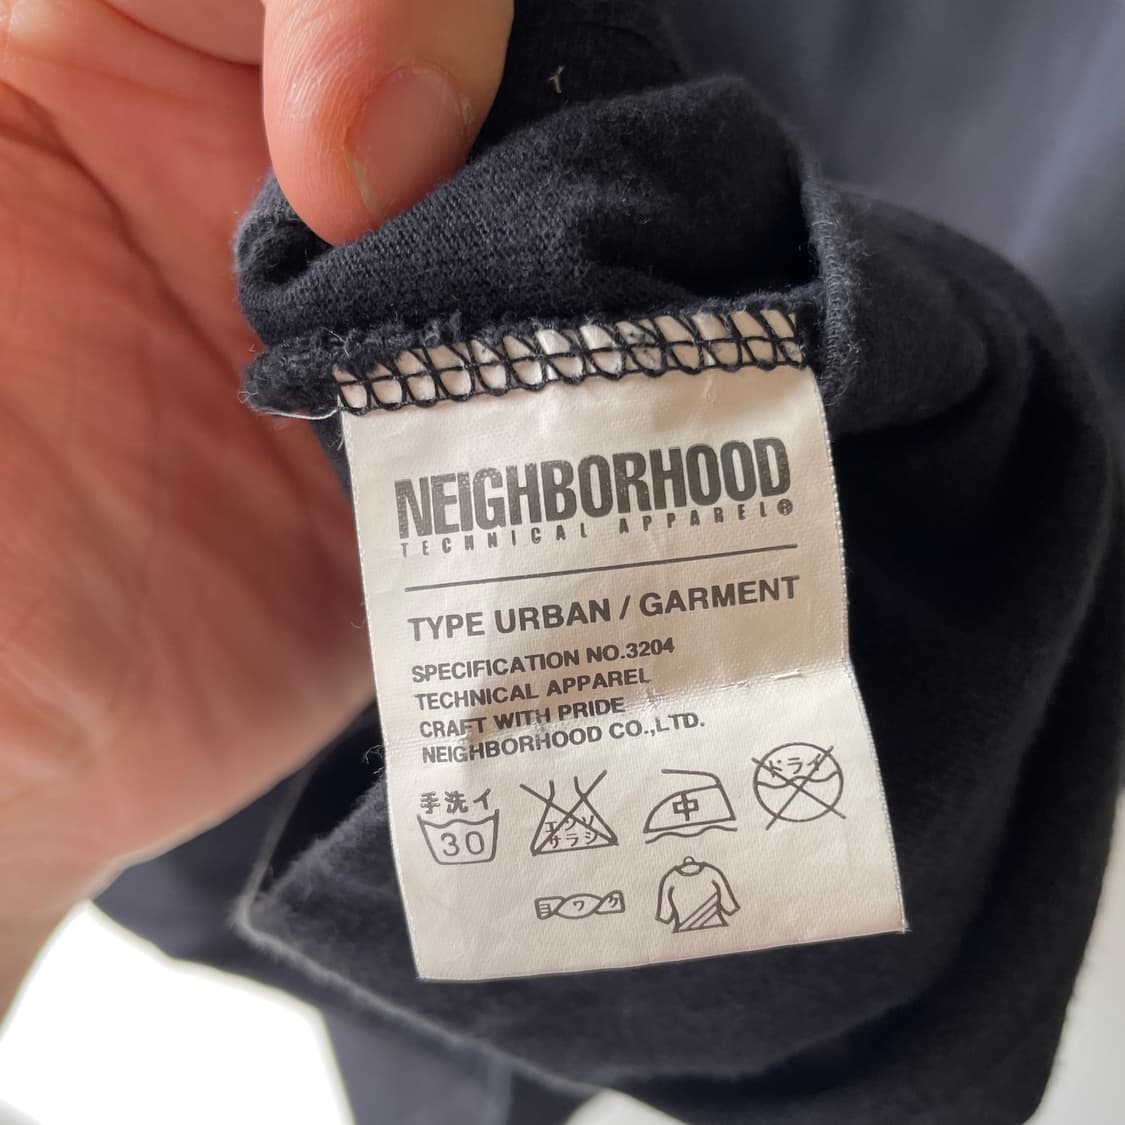 NEIGHBORHOOD
TECHNICAL APPAREL®
TYPE URBAN / GARMENT
SPECIFICATION NO.3204
TECHNICAL APPAREL
CRAFT WITH PRIDE
NEIGHBORHOOD CO.,LTD.
手洗イ
30
エンソ
サラシ
中
ドライ
ヨワク